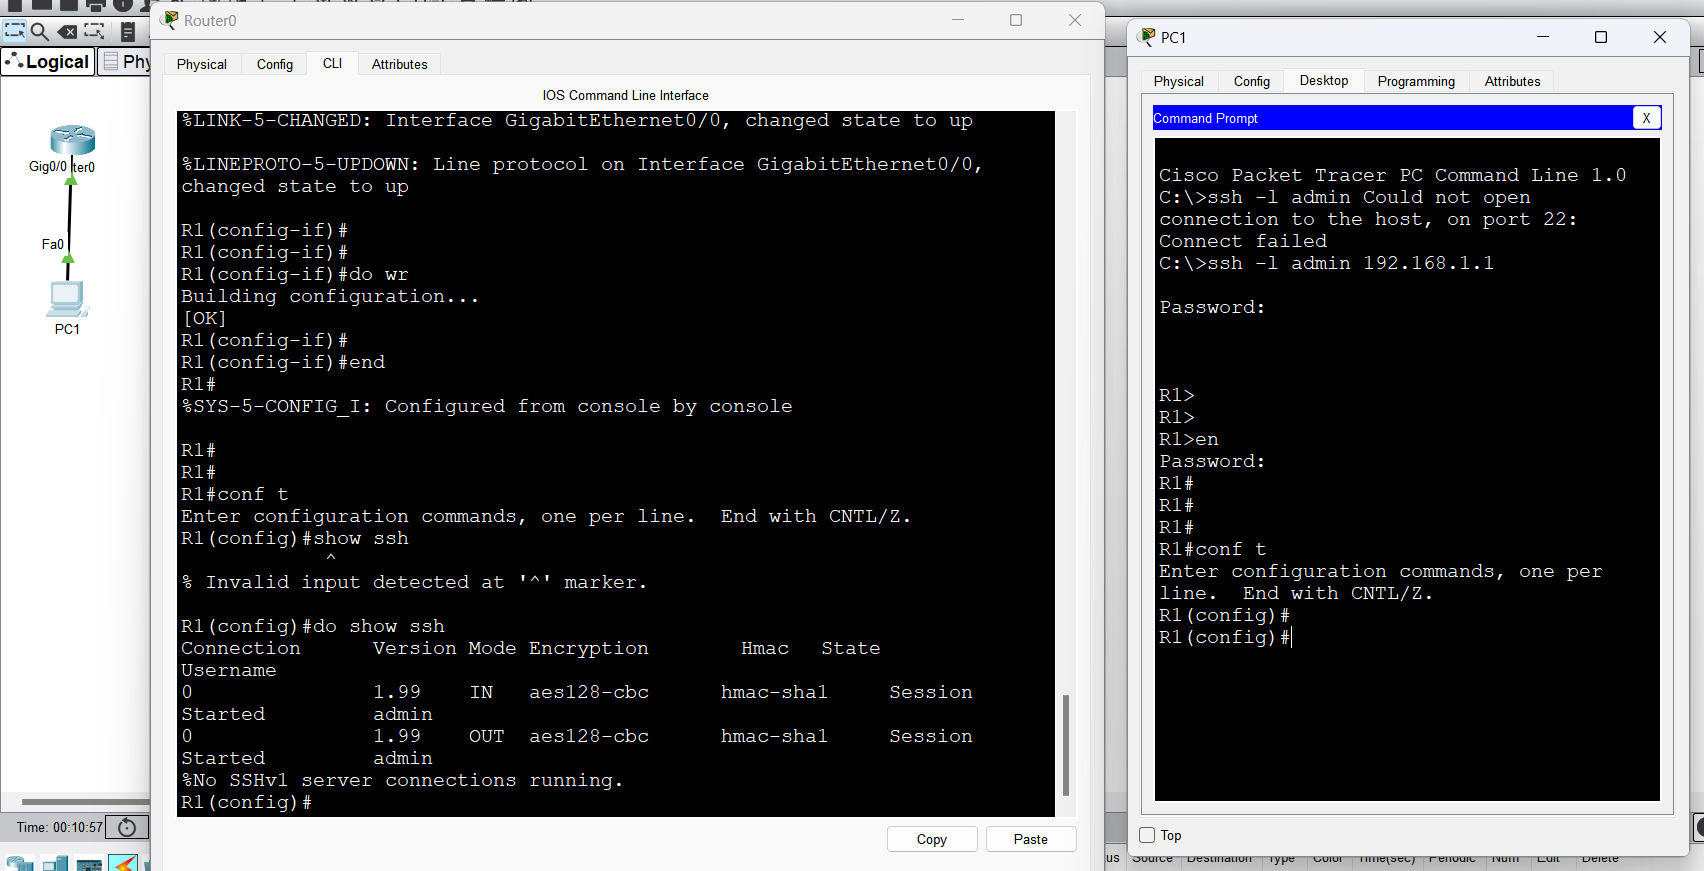 Router0
Physical Config CLI Attributes
IOS Command Line Interface
%LINK-5-CHANGED: Interface GigabitEthernet0/0, changed state to up
%LINEPROTO-5-UPDOWN: Line protocol on Interface GigabitEthernet0/0,
changed state to up
R1(config-if)#
R1(config-if)#
R1(config-if)#do wr
Building configuration...
[OK]
R1(config-if)#
R1(config-if)#end
R1#
%SYS-5-CONFIG_I: Configured from console by console
R1#
R1#
R1#conf t
Enter configuration commands, one per line.  End with CNTL/Z.
R1(config)#show ssh
^
% Invalid input detected at '^' marker.
R1(config)#do show ssh
Connection Version Mode Encryption Hmac State
Username
0 1.99 IN aes128-cbc hmac-sha1 Session
Started admin
0 1.99 OUT aes128-cbc hmac-sha1 Session
Started admin
%No SSHv1 server connections running.
R1(config)#
Copy Paste
PC1
Physical Config Desktop Programming Attributes
Command Prompt X
Cisco Packet Tracer PC Command Line 1.0
C:\>ssh -l admin Could not open
connection to the host, on port 22:
Connect failed
C:\>ssh -l admin 192.168.1.1
Password:
R1>
R1>
R1>en
Password:
R1#
R1#
R1#
R1#conf t
Enter configuration commands, one per
line.  End with CNTL/Z.
R1(config)#
R1(config)#
Top
Logical Phy
Gig0/0 ter0
Fa0
PC1
Time: 00:10:57
us Source Destination Type Color Time(sec) Periodic Num Edit Delete